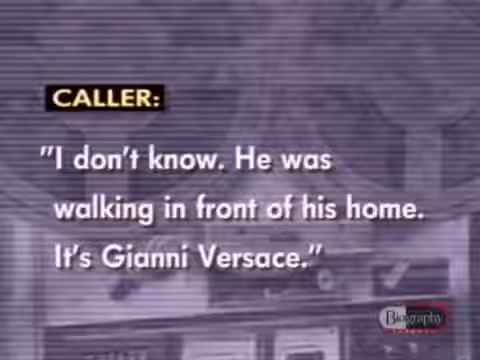 CALLER:
"I don't know. He was
walking in front of his home.
It's Gianni Versace."
Biography